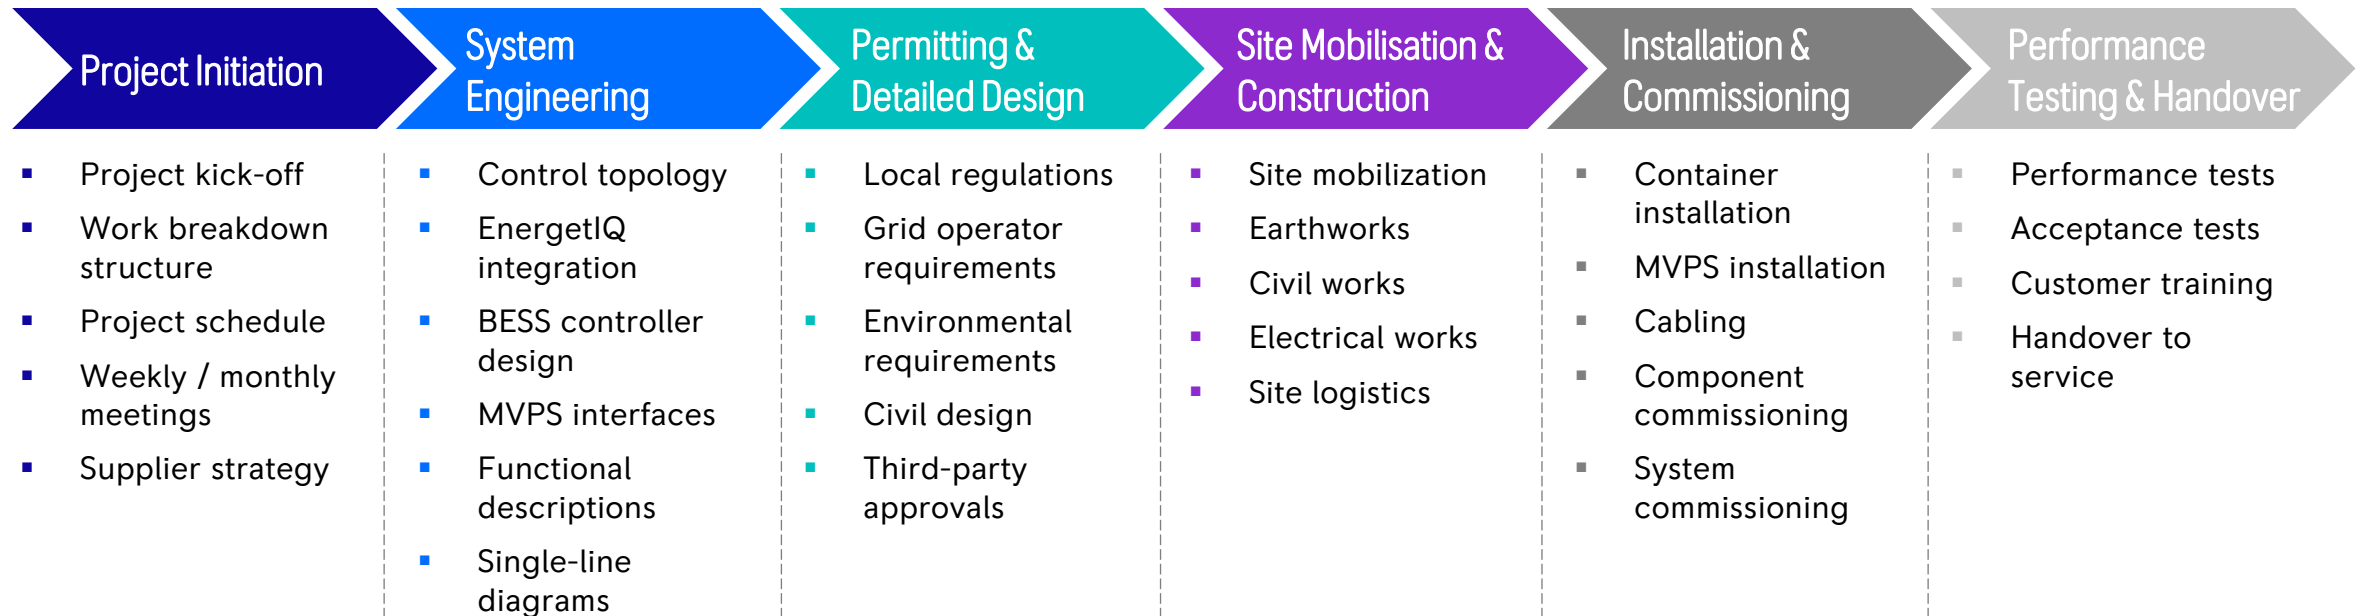 Project Initiation
System
Engineering
Permitting &
Detailed Design
Site Mobilisation &
Construction
Installation &
Commissioning
Performance
Testing & Handover
Project kick-off
Work breakdown
structure
Project schedule
Weekly / monthly
meetings
Supplier strategy
Control topology
EnergetIQ
integration
BESS controller
design
MVPS interfaces
Functional
descriptions
Single-line
diagrams
Local regulations
Grid operator
requirements
Environmental
requirements
Civil design
Third-party
approvals
Site mobilization
Earthworks
Civil works
Electrical works
Site logistics
Container
installation
MVPS installation
Cabling
Component
commissioning
System
commissioning
Performance tests
Acceptance tests
Customer training
Handover to
service